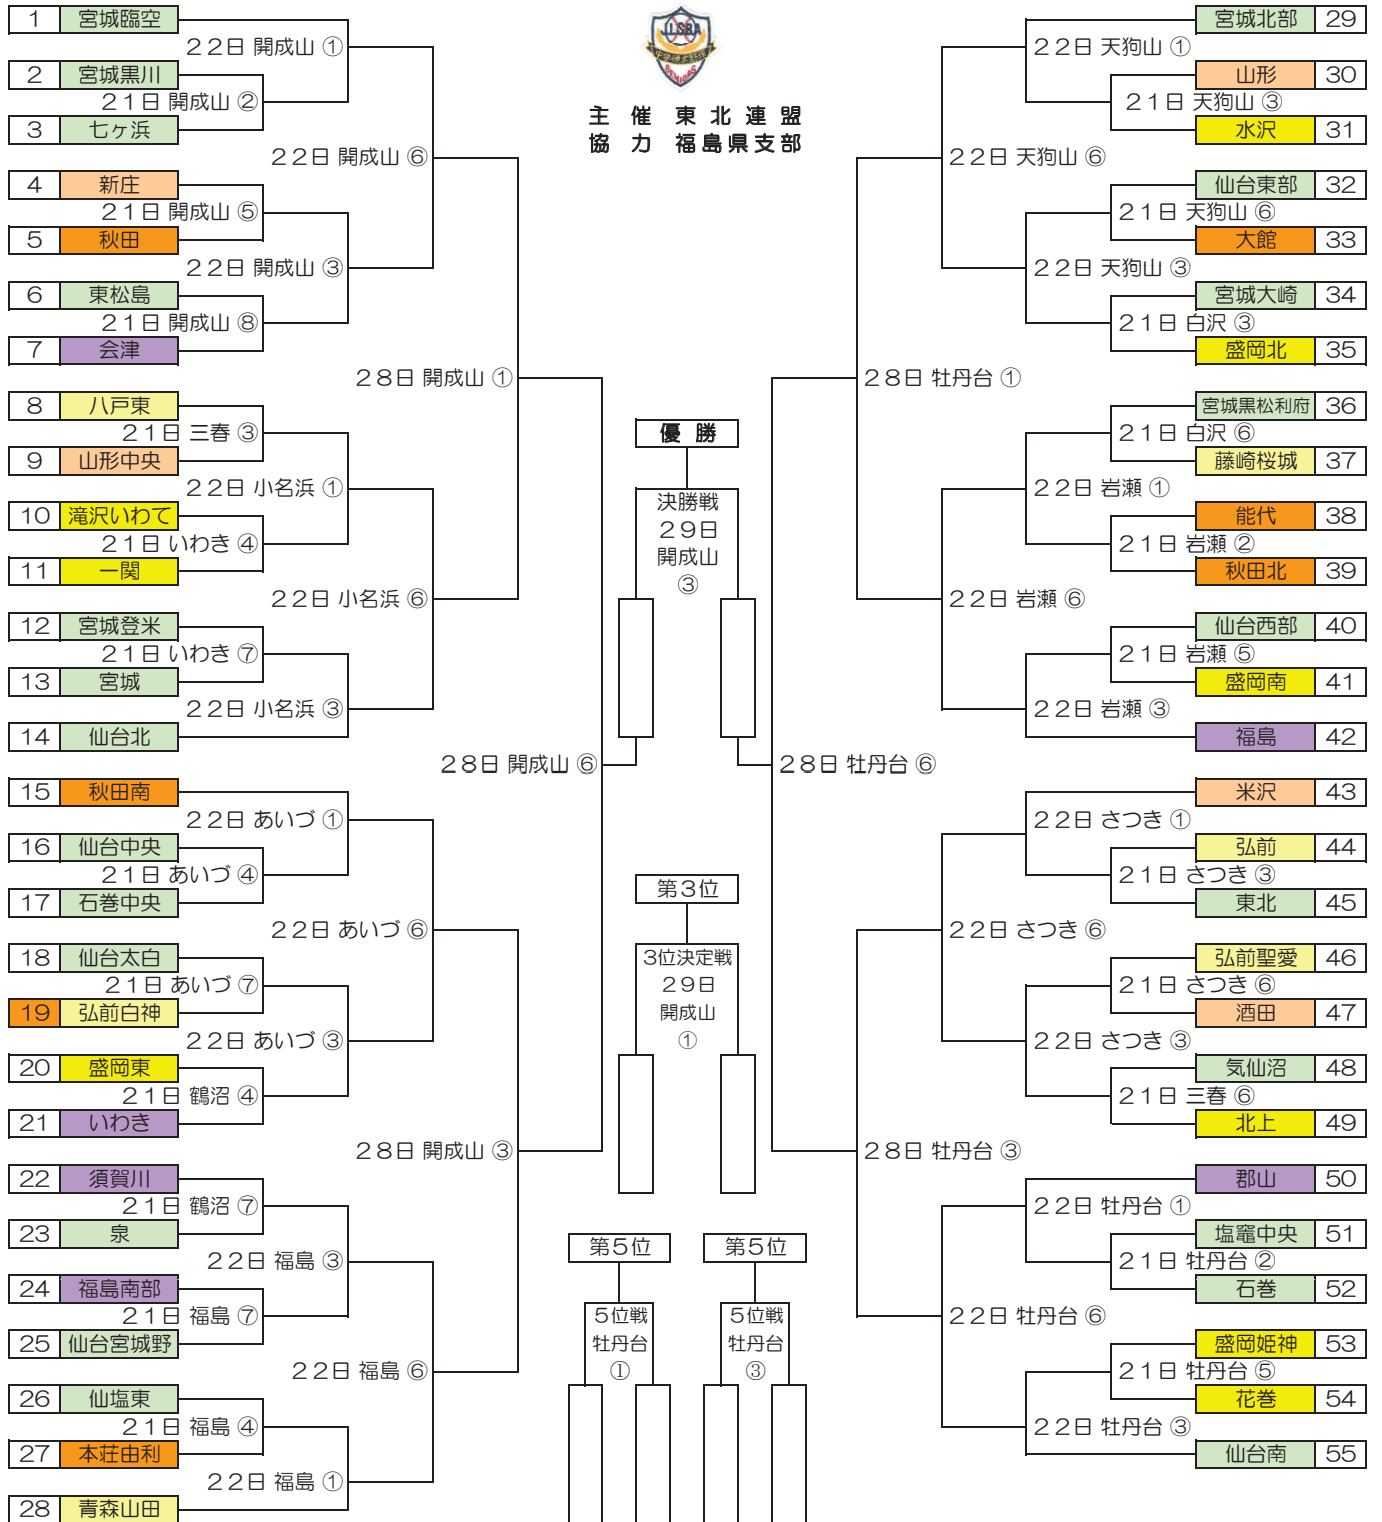 JLSBA
SENIORS
主催 東北連盟
協力 福島県支部
1 宮城臨空
22日 開成山 ①
2 宮城黒川
21日 開成山 ②
3 七ヶ浜
22日 開成山 ⑥
4 新庄
21日 開成山 ⑤
5 秋田
22日 開成山 ③
6 東松島
21日 開成山 ⑧
7 会津
28日 開成山 ①
8 八戸東
21日 三春 ③
9 山形中央
22日 小名浜 ①
10 滝沢いわて
21日 いわき ④
11 一関
22日 小名浜 ⑥
12 宮城登米
21日 いわき ⑦
13 宮城
22日 小名浜 ③
14 仙台北
28日 開成山 ⑥
15 秋田南
22日 あいづ ①
16 仙台中央
21日 あいづ ④
17 石巻中央
22日 あいづ ⑥
18 仙台太白
21日 あいづ ⑦
19 弘前白神
22日 あいづ ③
20 盛岡東
21日 鶴沼 ④
21 いわき
28日 開成山 ③
22 須賀川
21日 鶴沼 ⑦
23 泉
22日 福島 ③
24 福島南部
21日 福島 ⑦
25 仙台宮城野
22日 福島 ⑥
26 仙塩東
21日 福島 ④
27 本荘由利
22日 福島 ①
28 青森山田
優勝
決勝戦
29日
開成山
③
第3位
3位決定戦
29日
開成山
①
第5位
5位戦
牡丹台
①
第5位
5位戦
牡丹台
③
宮城北部 29
22日 天狗山 ①
山形 30
21日 天狗山 ③
水沢 31
22日 天狗山 ⑥
仙台東部 32
21日 天狗山 ⑥
大館 33
22日 天狗山 ③
宮城大崎 34
21日 白沢 ③
盛岡北 35
28日 牡丹台 ①
宮城黒松利府 36
21日 白沢 ⑥
藤崎桜城 37
22日 岩瀬 ①
能代 38
21日 岩瀬 ②
秋田北 39
22日 岩瀬 ⑥
仙台西部 40
21日 岩瀬 ⑤
盛岡南 41
22日 岩瀬 ③
福島 42
28日 牡丹台 ⑥
米沢 43
22日 さつき ①
弘前 44
21日 さつき ③
東北 45
22日 さつき ⑥
弘前聖愛 46
21日 さつき ⑥
酒田 47
22日 さつき ③
気仙沼 48
21日 三春 ⑥
北上 49
28日 牡丹台 ③
郡山 50
22日 牡丹台 ①
塩竈中央 51
21日 牡丹台 ②
石巻 52
22日 牡丹台 ⑥
盛岡姫神 53
21日 牡丹台 ⑤
花巻 54
22日 牡丹台 ③
仙台南 55